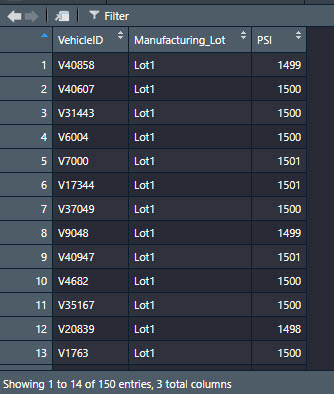 Filter
VehicleID Manufacturing_Lot PSI
1 V40858 Lot1 1499
2 V40607 Lot1 1500
3 V31443 Lot1 1500
4 V6004 Lot1 1500
5 V7000 Lot1 1501
6 V17344 Lot1 1501
7 V37049 Lot1 1500
8 V9048 Lot1 1499
9 V40947 Lot1 1501
10 V4682 Lot1 1500
11 V35167 Lot1 1500
12 V20839 Lot1 1498
13 V1763 Lot1 1500
Showing 1 to 14 of 150 entries, 3 total columns